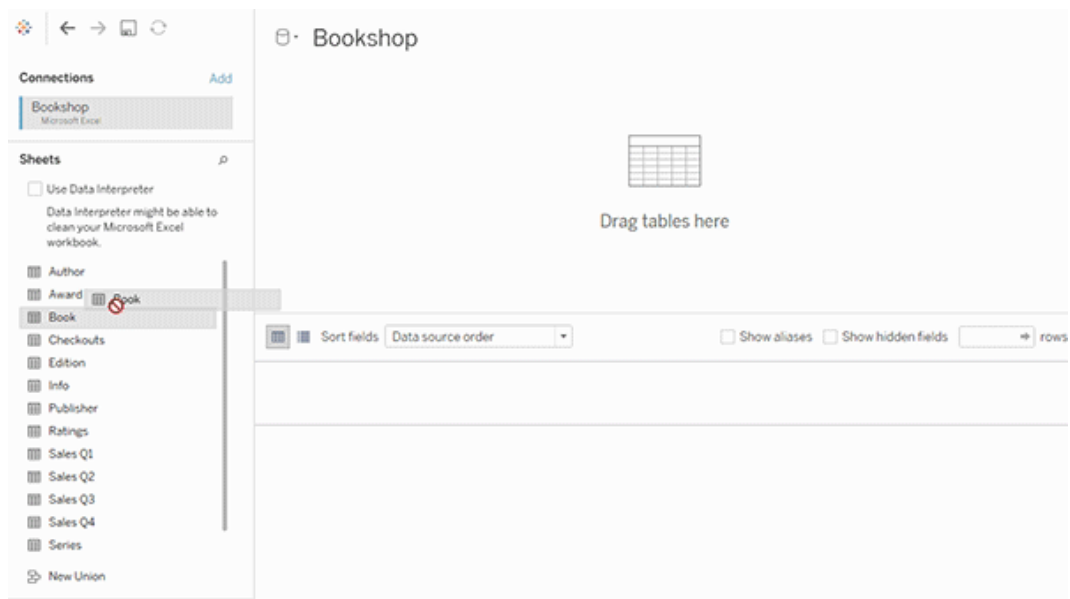 Bookshop
Connections
Add
Bookshop
Microsoft Excel
Sheets
Use Data Interpreter
Data Interpreter might be able to
clean your Microsoft Excel
workbook.
Author
Award
Book
Book
Checkouts
Edition
Info
Publisher
Ratings
Sales Q1
Sales Q2
Sales Q3
Sales Q4
Series
New Union
Drag tables here
Sort fields Data source order Show aliases Show hidden fields rows